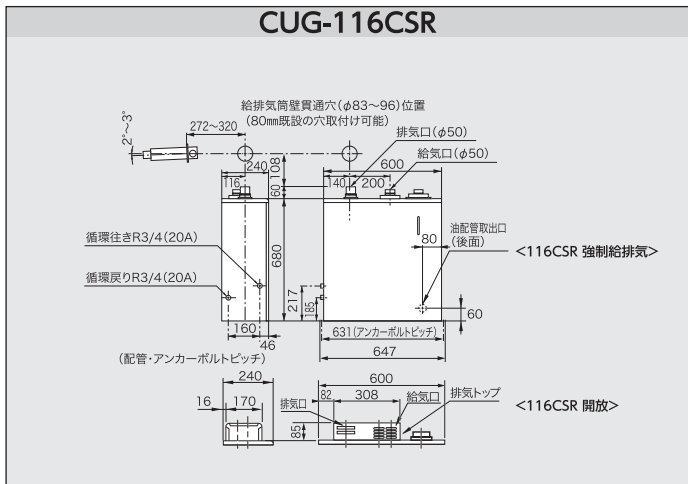 CUG-116CSR
給排気筒壁貫通穴(φ83〜96)位置
(80mm既設の穴取付け可能)
272〜320
2°〜3°
排気口(φ50)
給気口(φ50)
240
116
108
60
600
140
200
油配管取出口
(後面)
80
<116CSR 強制給排気>
循環往きR3/4(20A)
循環戻りR3/4(20A)
680
217
185
60
160
46
631(アンカーボルトピッチ)
647
(配管・アンカーボルトピッチ)
240
16
170
600
82
308
排気口
給気口
排気トップ
85
<116CSR 開放>